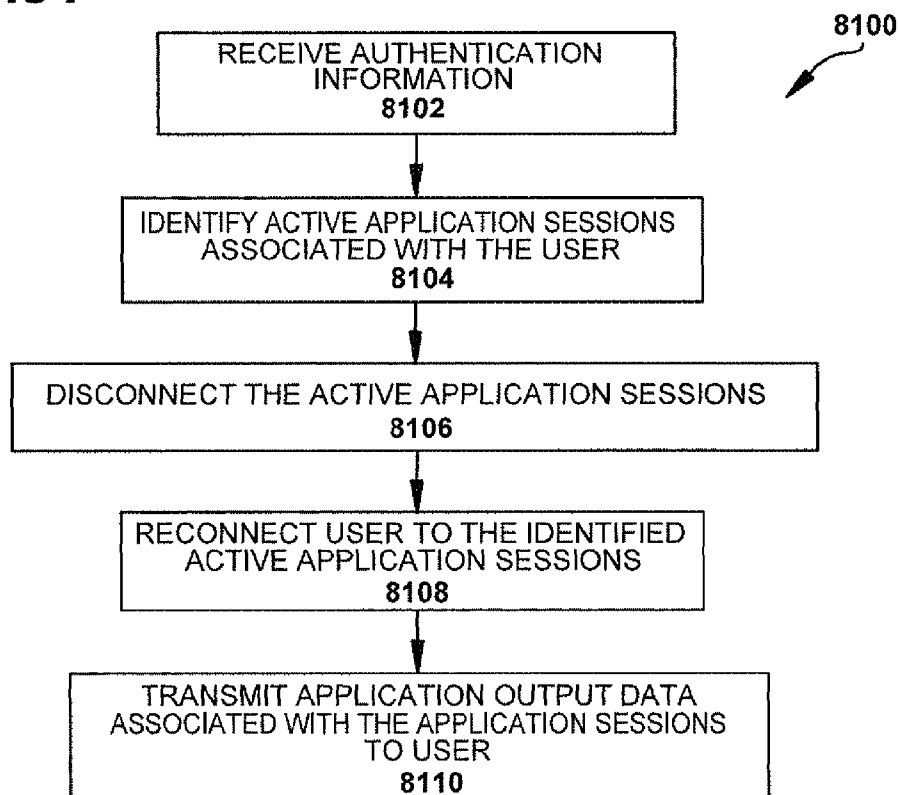 8100
RECEIVE AUTHENTICATION
INFORMATION
8102
IDENTIFY ACTIVE APPLICATION SESSIONS
ASSOCIATED WITH THE USER
8104
DISCONNECT THE ACTIVE APPLICATION SESSIONS
8106
RECONNECT USER TO THE IDENTIFIED
ACTIVE APPLICATION SESSIONS
8108
TRANSMIT APPLICATION OUTPUT DATA
ASSOCIATED WITH THE APPLICATION SESSIONS
TO USER
8110